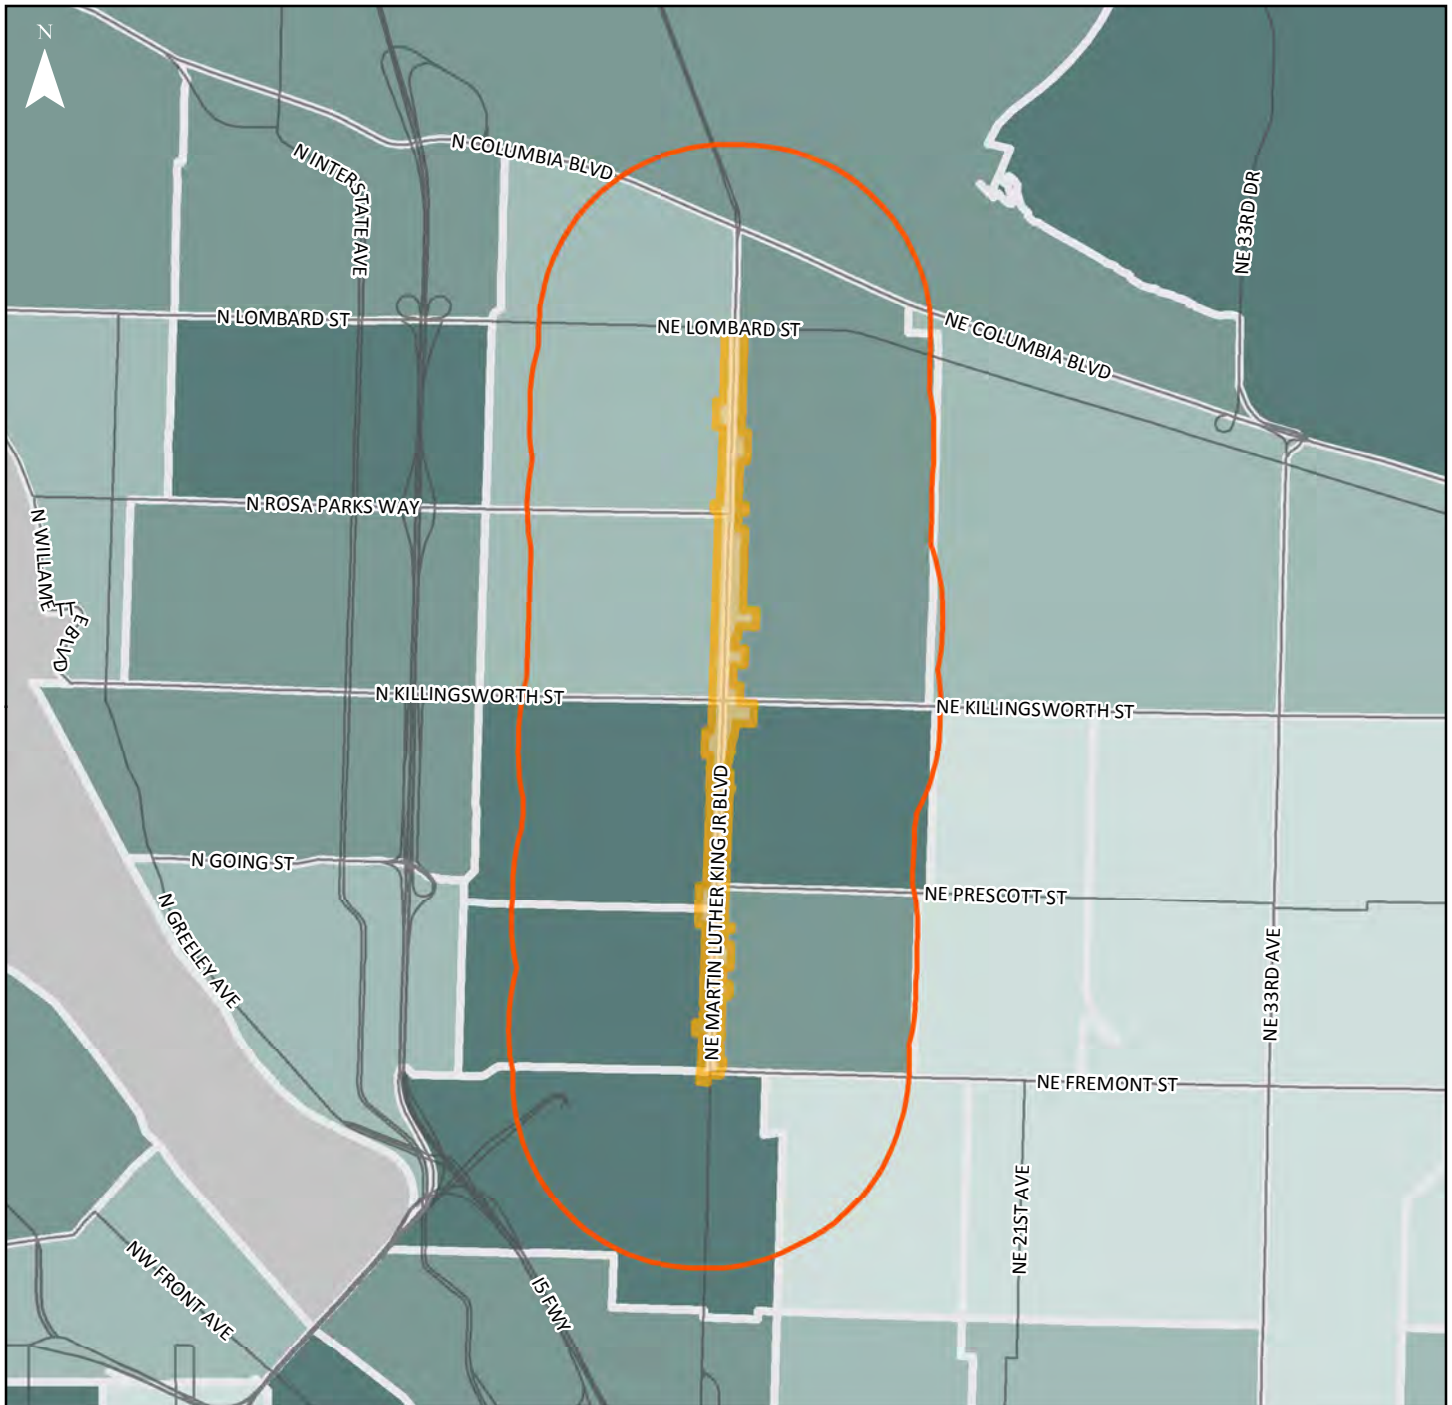 N
N COLUMBIA BLVD
N INTERSTATE AVE
NE 33RD DR
N LOMBARD ST
NE LOMBARD ST
NE COLUMBIA BLVD
N ROSA PARKS WAY
N WILLAMETTE BLVD
N KILLINGSWORTH ST
NE KILLINGSWORTH ST
NE MARTIN LUTHER KING JR BLVD
N GOING ST
NE PRESCOTT ST
N GREELEY AVE
NE 33RD AVE
NE FREMONT ST
NE 21ST AVE
NW FRONT AVE
I5 FWY